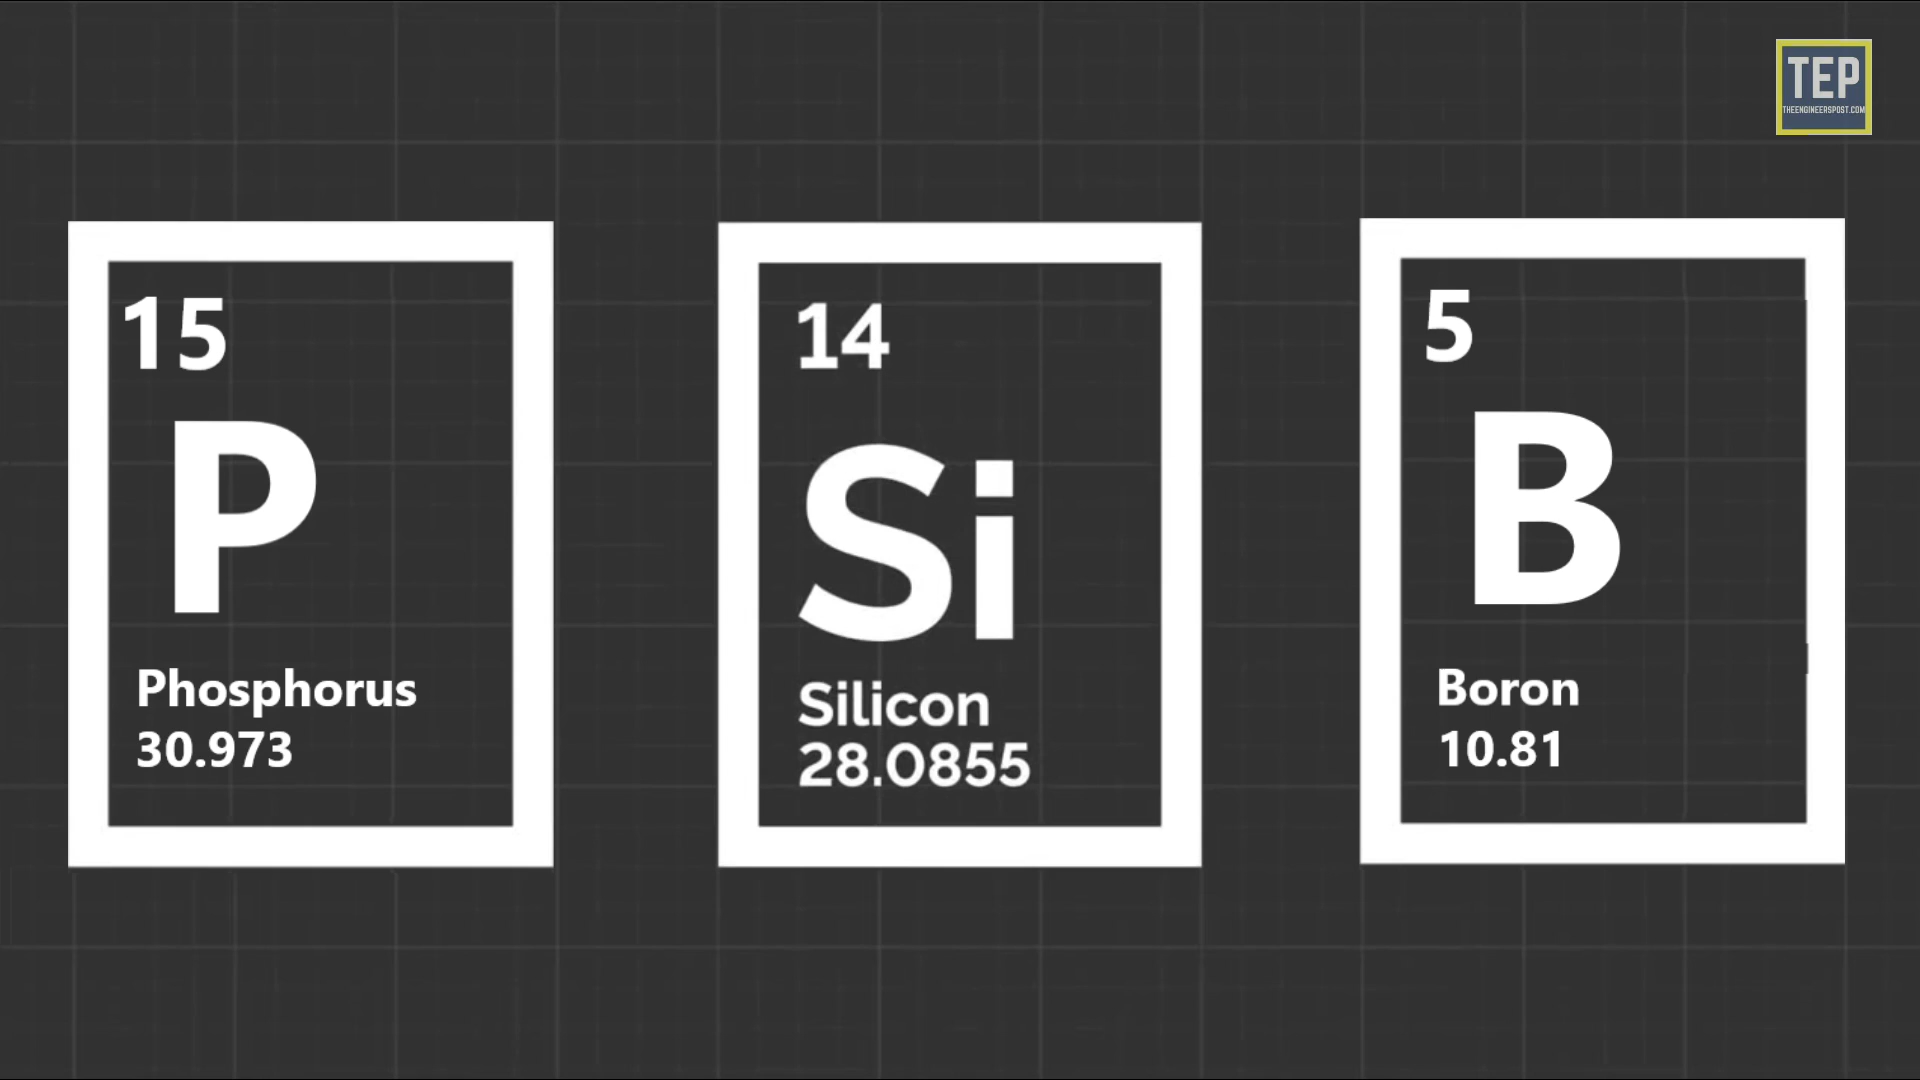 TEP
THEENGINEERSPOST.COM
15
P
Phosphorus
30.973
14
Si
Silicon
28.0855
5
B
Boron
10.81